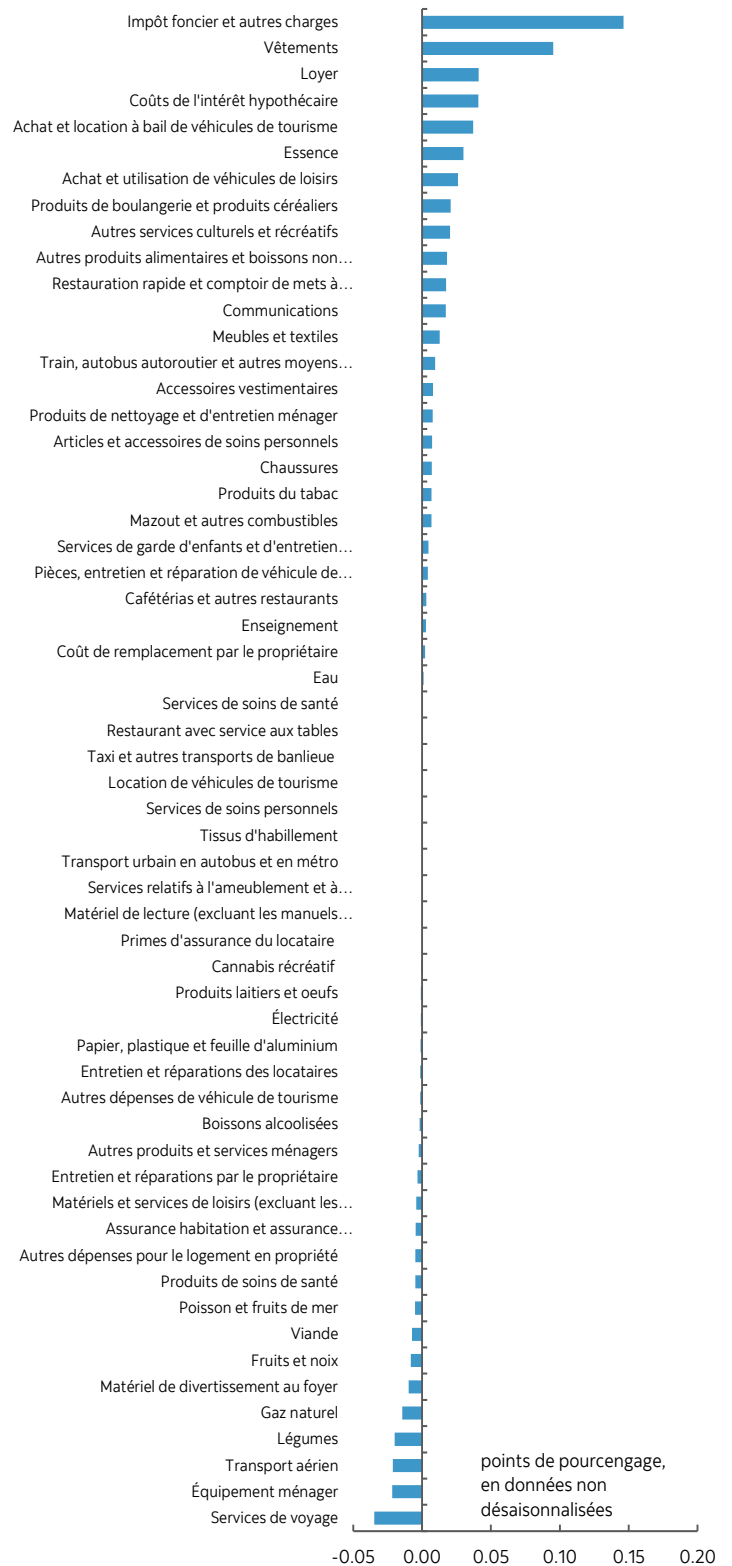 Impôt foncier et autres charges
Vêtements
Loyer
Coûts de l'intérêt hypothécaire
Achat et location à bail de véhicules de tourisme
Essence
Achat et utilisation de véhicules de loisirs
Produits de boulangerie et produits céréaliers
Autres services culturels et récréatifs
Autres produits alimentaires et boissons non…
Restauration rapide et comptoir de mets à…
Communications
Meubles et textiles
Train, autobus autoroutier et autres moyens…
Accessoires vestimentaires
Produits de nettoyage et d'entretien ménager
Articles et accessoires de soins personnels
Chaussures
Produits du tabac
Mazout et autres combustibles
Services de garde d'enfants et d'entretien…
Pièces, entretien et réparation de véhicule de…
Cafétérias et autres restaurants
Enseignement
Coût de remplacement par le propriétaire
Eau
Services de soins de santé
Restaurant avec service aux tables
Taxi et autres transports de banlieue
Location de véhicules de tourisme
Services de soins personnels
Tissus d'habillement
Transport urbain en autobus et en métro
Services relatifs à l'ameublement et à…
Matériel de lecture (excluant les manuels…
Primes d'assurance du locataire
Cannabis récréatif
Produits laitiers et oeufs
Électricité
Papier, plastique et feuille d'aluminium
Entretien et réparations des locataires
Autres dépenses de véhicule de tourisme
Boissons alcoolisées
Autres produits et services ménagers
Entretien et réparations par le propriétaire
Matériels et services de loisirs (excluant les…
Assurance habitation et assurance…
Autres dépenses pour le logement en propriété
Produits de soins de santé
Poisson et fruits de mer
Viande
Fruits et noix
Matériel de divertissement au foyer
Gaz naturel
Légumes
Transport aérien
Équipement ménager
Services de voyage
points de pourcengage,
en données non
désaisonnalisées
-0.05 0.00 0.05 0.10 0.15 0.20